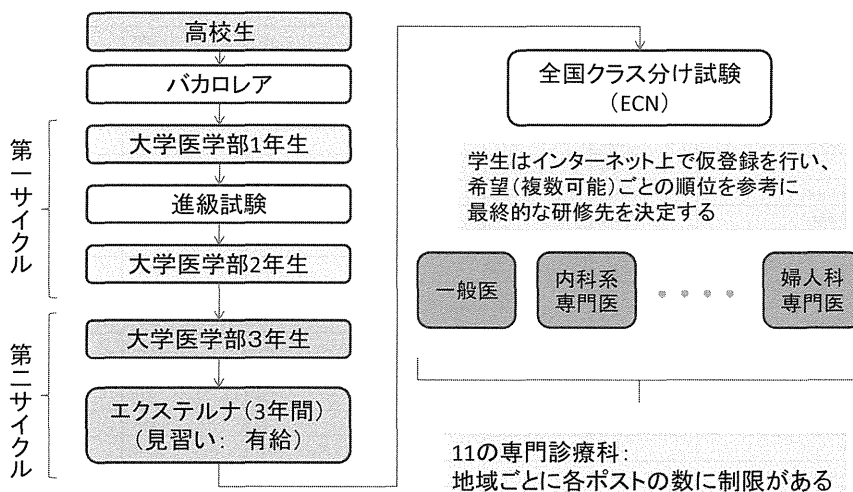 高校生
バカロレア
第一サイクル
大学医学部1年生
進級試験
大学医学部2年生
第二サイクル
大学医学部3年生
エクステルナ(3年間)
(見習い: 有給)
全国クラス分け試験
(ECN)
学生はインターネット上で仮登録を行い、
希望(複数可能)ごとの順位を参考に
最終的な研修先を決定する
一般医
内科系
専門医
婦人科
専門医
11の専門診療科:
地域ごとに各ポストの数に制限がある